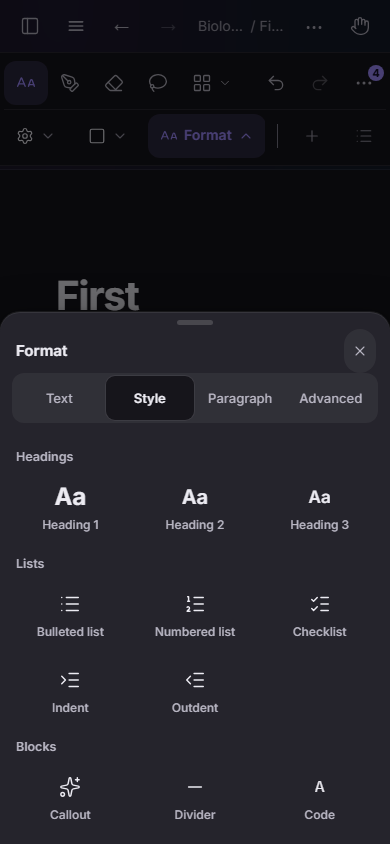 Biolo... / Fi...
Aa
4
Aa Format
First
Format
Text Style Paragraph Advanced
Headings
Aa Aa Aa
Heading 1 Heading 2 Heading 3
Lists
Bulleted list Numbered list Checklist
Indent Outdent
Blocks
A
Callout Divider Code